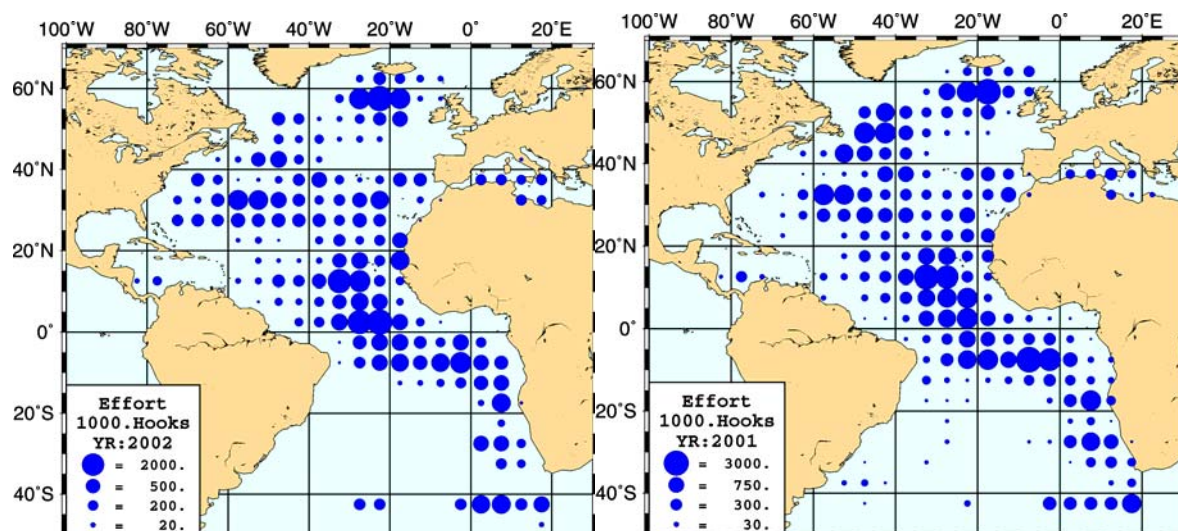 100°W 80°W 60°W 40°W 20°W 0° 20°E
60°N
40°N
20°N
0°
20°S
40°S
Effort
1000.Hooks
YR:2002
= 2000.
= 500.
= 200.
= 20.
100°W 80°W 60°W 40°W 20°W 0° 20°E
60°N
40°N
20°N
0°
20°S
40°S
Effort
1000.Hooks
YR:2001
= 3000.
= 750.
= 300.
= 30.